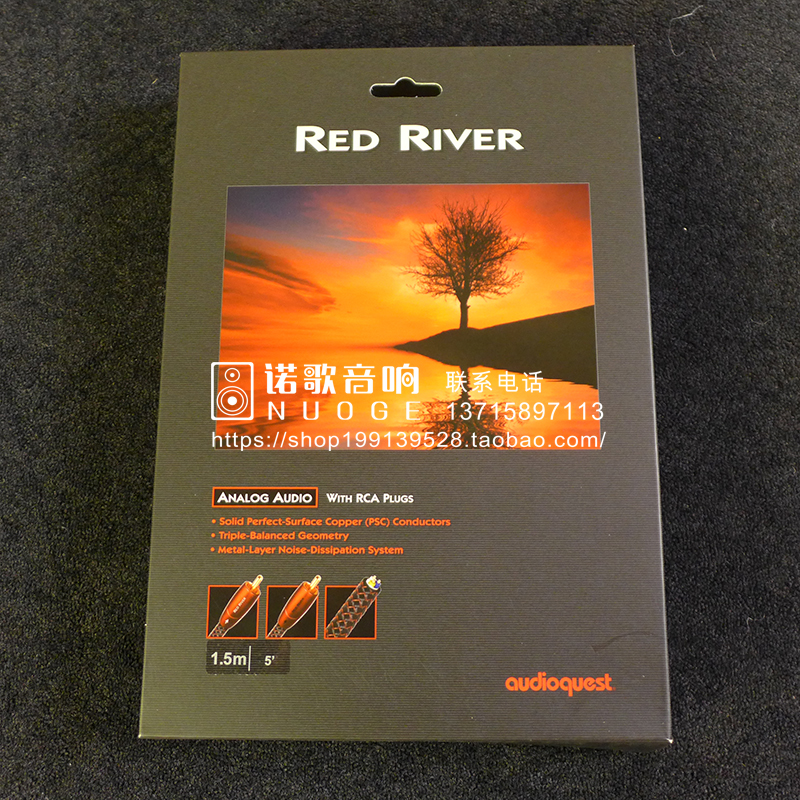 RED RIVER
诺歌音响 联系电话
NUOGE 13715897113
https://shop199139528.taobao.com/
ANALOG AUDIO WITH RCA PLUGS
• Solid Perfect-Surface Copper (PSC) Conductors
• Triple-Balanced Geometry
• Metal-Layer Noise-Dissipation System
1.5m 5'
audioquest